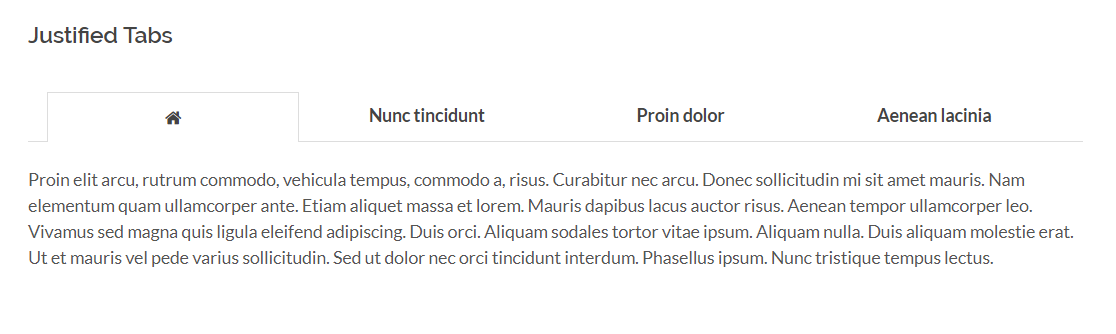 Justified Tabs
Nunc tincidunt Proin dolor Aenean lacinia
Proin elit arcu, rutrum commodo, vehicula tempus, commodo a, risus. Curabitur nec arcu. Donec sollicitudin mi sit amet mauris. Nam
elementum quam ullamcorper ante. Etiam aliquet massa et lorem. Mauris dapibus lacus auctor risus. Aenean tempor ullamcorper leo.
Vivamus sed magna quis ligula eleifend adipiscing. Duis orci. Aliquam sodales tortor vitae ipsum. Aliquam nulla. Duis aliquam molestie erat.
Ut et mauris vel pede varius sollicitudin. Sed ut dolor nec orci tincidunt interdum. Phasellus ipsum. Nunc tristique tempus lectus.